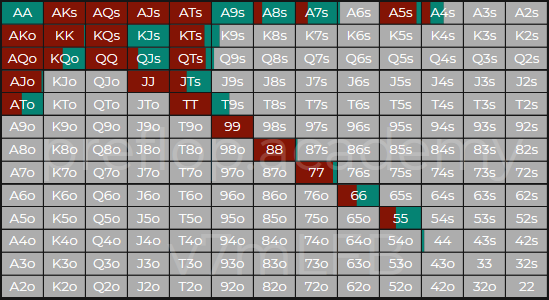 AA AKs AQs AJs ATs A9s A8s A7s A6s A5s A4s A3s A2s
AKo KK KQs KJs KTs K9s K8s K7s K6s K5s K4s K3s K2s
AQo KQo QQ QJs QTs Q9s Q8s Q7s Q6s Q5s Q4s Q3s Q2s
AJo KJo QJo JJ JTs J9s J8s J7s J6s J5s J4s J3s J2s
ATo KTo QTo JTo TT T9s T8s T7s T6s T5s T4s T3s T2s
A9o K9o Q9o J9o T9o 99 98s 97s 96s 95s 94s 93s 92s
A8o K8o Q8o J8o T8o 98o 88 87s 86s 85s 84s 83s 82s
preflop.academy
A7o K7o Q7o J7o T7o 97o 87o 77 76s 75s 74s 73s 72s
A6o K6o Q6o J6o T6o 96o 86o 76o 66 65s 64s 63s 62s
A5o K5o Q5o J5o T5o 95o 85o 75o 65o 55 54s 53s 52s
A4o K4o Q4o J4o T4o 94o 84o 74o 64o 54o 44 43s 42s
A3o K3o Q3o J3o T3o 93o 83o 73o 63o 53o 43o 33 32s
A2o K2o Q2o J2o T2o 92o 82o 72o 62o 52o 42o 32o 22